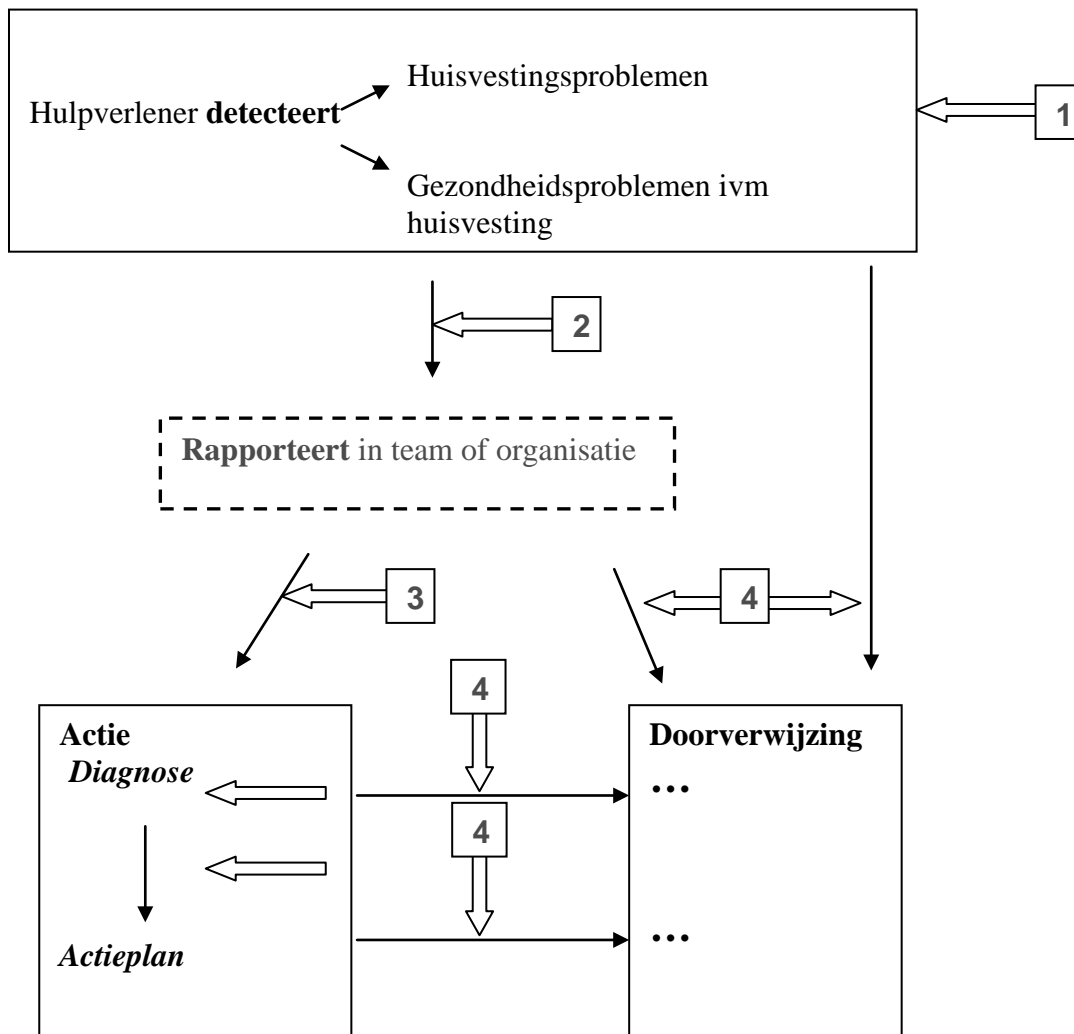 Huisvestingsproblemen
Hulpverlener detecteert
1
Gezondheidsproblemen ivm
huisvesting
2
Rapporteert in team of organisatie
3
4
4
Actie
Diagnose
Doorverwijzing
...
4
Actieplan
...